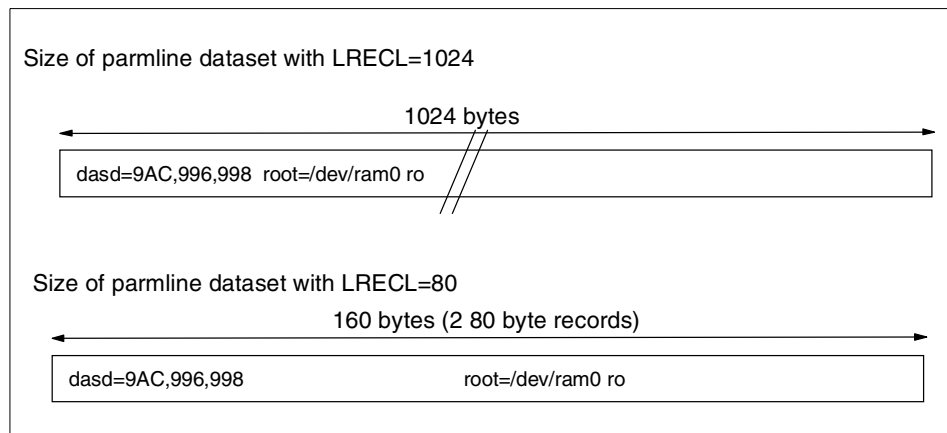 Size of parmline dataset with LRECL=1024
1024 bytes
dasd=9AC,996,998 root=/dev/ram0 ro
Size of parmline dataset with LRECL=80
160 bytes (2 80 byte records)
dasd=9AC,996,998 root=/dev/ram0 ro